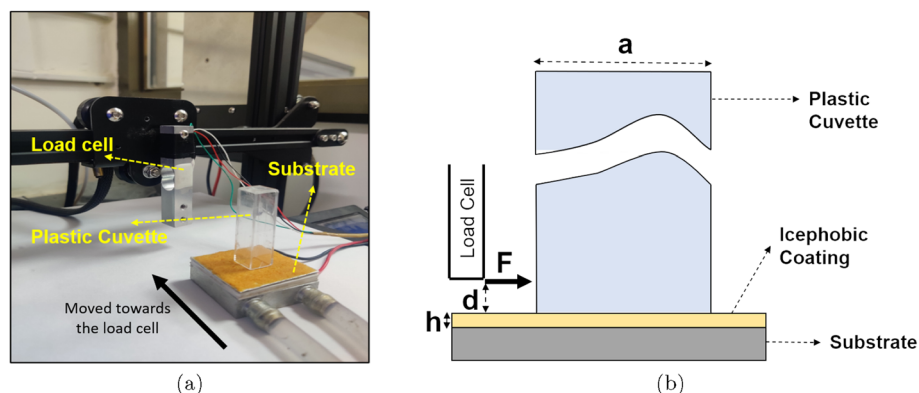 Load cell
Substrate
Plastic Cuvette
Moved towards
the load cell
(a)
a
Plastic
Cuvette
Load Cell
Icephobic
Coating
F
d
h
Substrate
(b)